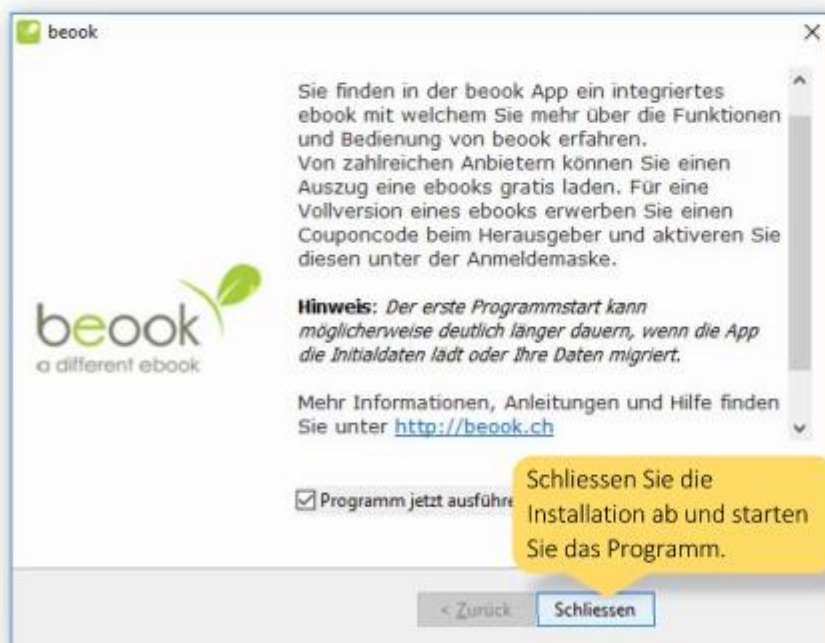 beook
Sie finden in der beook App ein integriertes
ebook mit welchem Sie mehr über die Funktionen
und Bedienung von beook erfahren.
Von zahlreichen Anbietern können Sie einen
Auszug eine ebooks gratis laden. Für eine
Vollversion eines ebooks erwerben Sie einen
Couponcode beim Herausgeber und aktiveren Sie
diesen unter der Anmeldemaske.
beook
a different ebook
Hinweis: Der erste Programmstart kann
möglicherweise deutlich länger dauern, wenn die App
die Initialdaten lädt oder Ihre Daten migriert.
Mehr Informationen, Anleitungen und Hilfe finden
Sie unter http://beook.ch
Programm jetzt ausführe
Schliessen Sie die
Installation ab und starten
Sie das Programm.
< Zurück
Schliessen